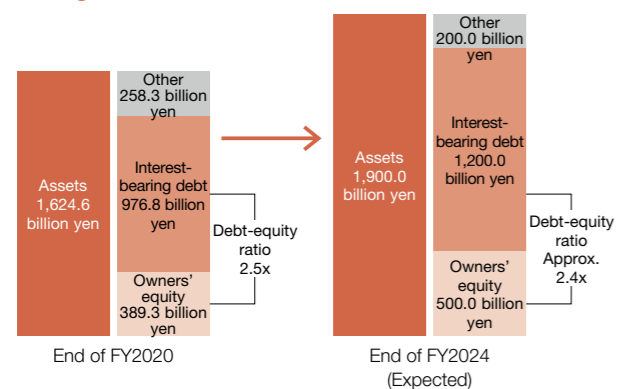 Other
258.3 billion
yen
Assets
1,624.6
billion yen
Interest-
bearing debt
976.8 billion
yen
Owners'
equity
389.3 billion
yen
Debt-equity
ratio
2.5x
End of FY2020
Other
200.0 billion
yen
Assets
1,900.0
billion yen
Interest-
bearing debt
1,200.0
billion yen
Owners'
equity
500.0 billion
yen
Debt-equity
ratio
Approx.
2.4x
End of FY2024
(Expected)